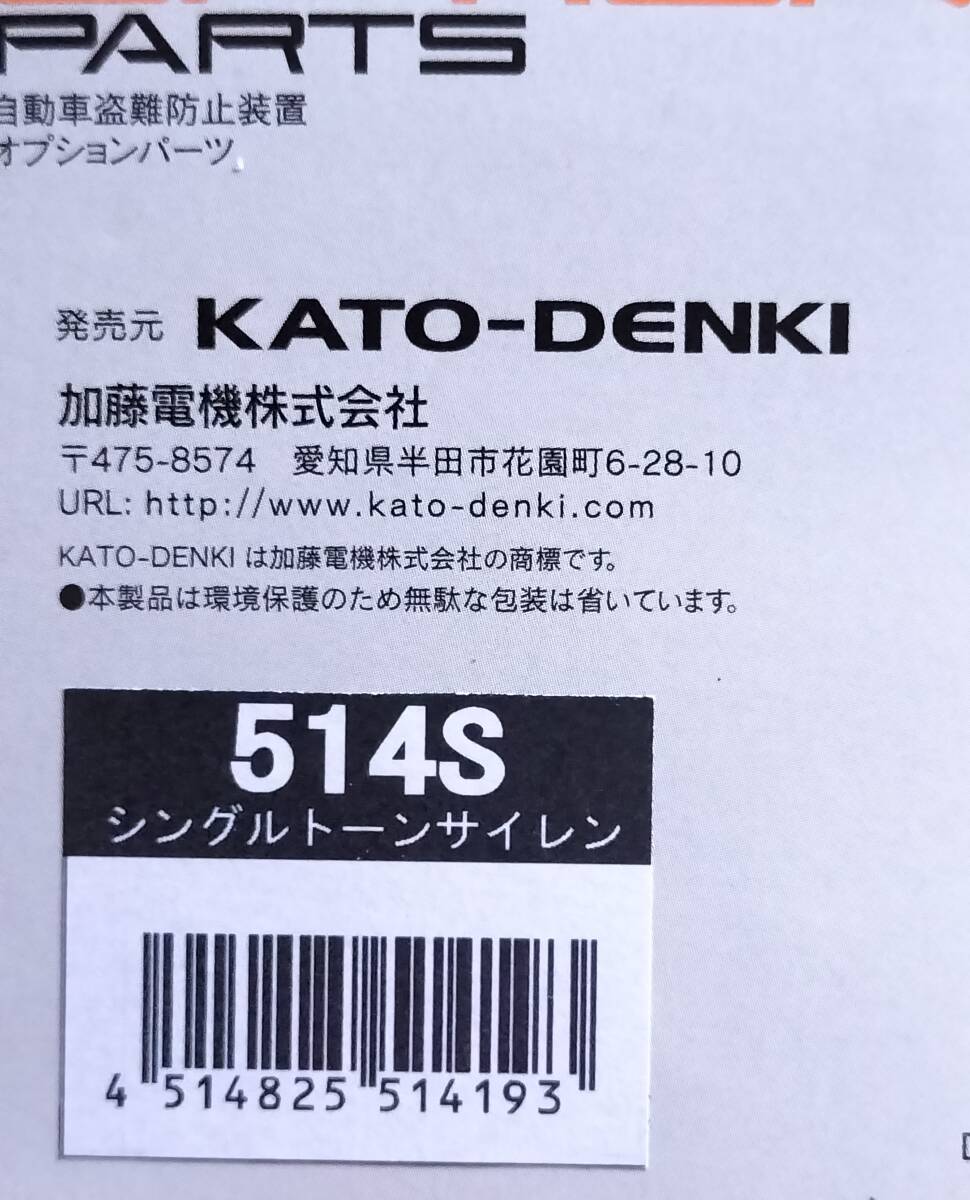 PARTS
自動車盗難防止装置
オプションパーツ
発売元 KATO-DENKI
加藤電機株式会社
〒475-8574 愛知県半田市花園町6-28-10
URL: http://www.kato-denki.com
KATO-DENKI は加藤電機株式会社の商標です。
●本製品は環境保護のため無駄な包装は省いています。
514S
シングルトーンサイレン
4 514825 514193